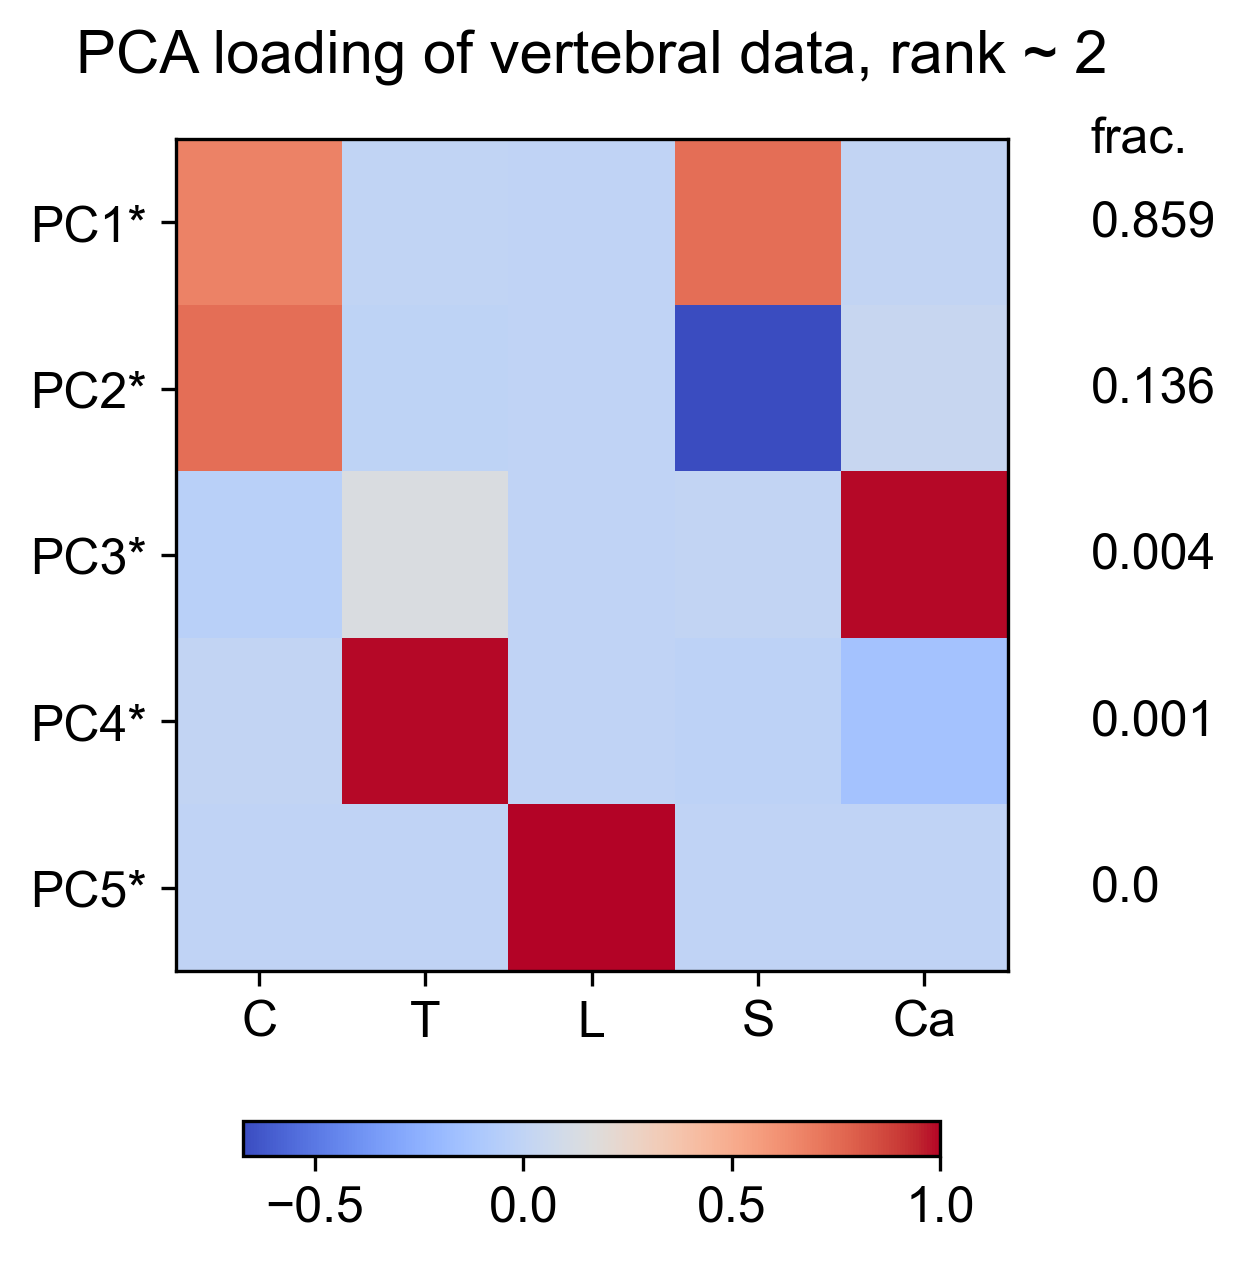 PCA loading of vertebral data, rank ~ 2
frac.
PC1* 0.859
PC2* 0.136
PC3* 0.004
PC4* 0.001
PC5* 0.0
C T L S Ca
−0.5 0.0 0.5 1.0